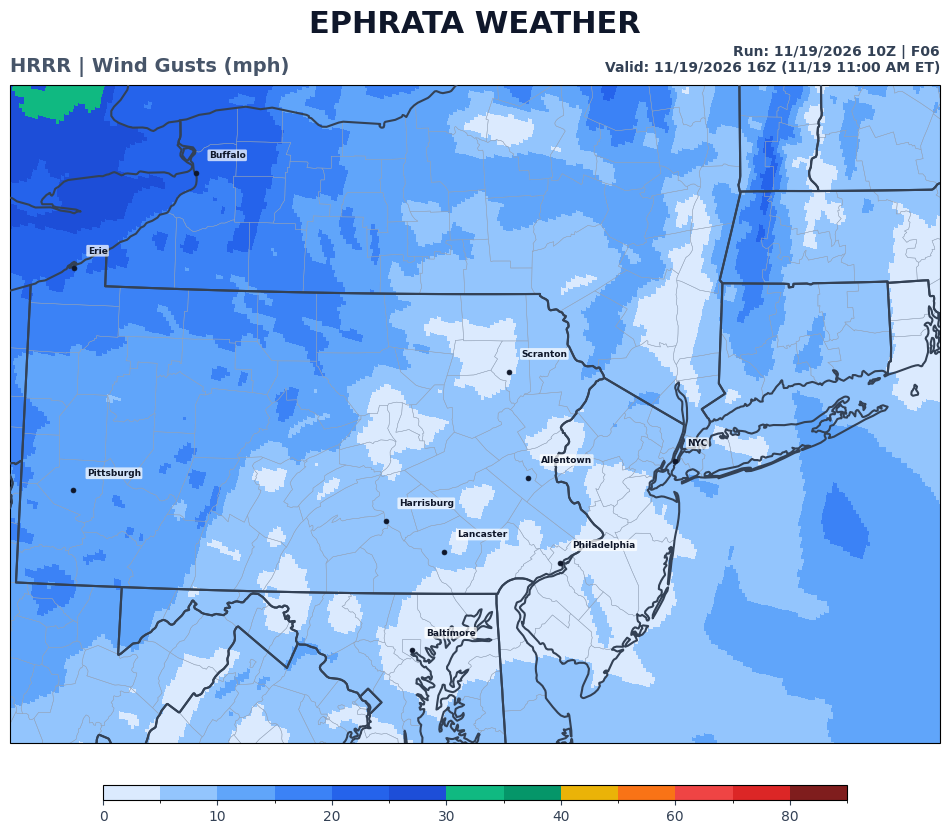 EPHRATA WEATHER
HRRR | Wind Gusts (mph)
Run: 11/19/2026 10Z | F06
Valid: 11/19/2026 16Z (11/19 11:00 AM ET)
Buffalo
Erie
Scranton
NYC
Allentown
Pittsburgh
Harrisburg
Lancaster
Philadelphia
Baltimore
0 10 20 30 40 60 80